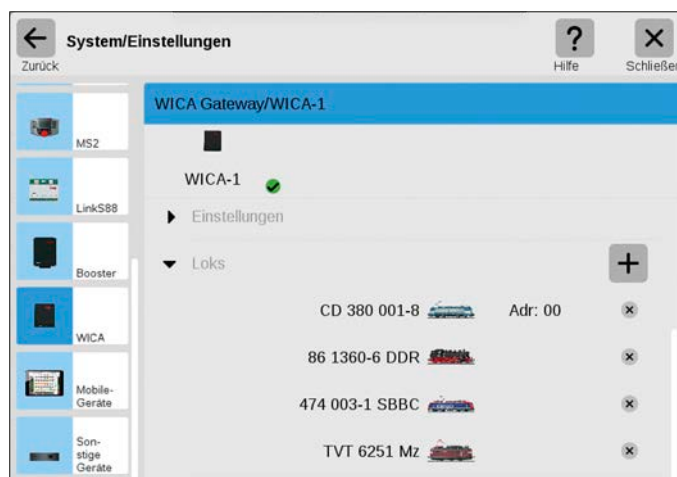 System/Einstellungen
Zurück
?
Hilfe
Schließen
MS2
LinkS88
Booster
WICA
Mobile-
Geräte
Son-
stige
Geräte
WICA Gateway/WICA-1
WICA-1
Einstellungen
Loks
CD 380 001-8 Adr: 00
86 1360-6 DDR
474 003-1 SBBC
TVT 6251 Mz